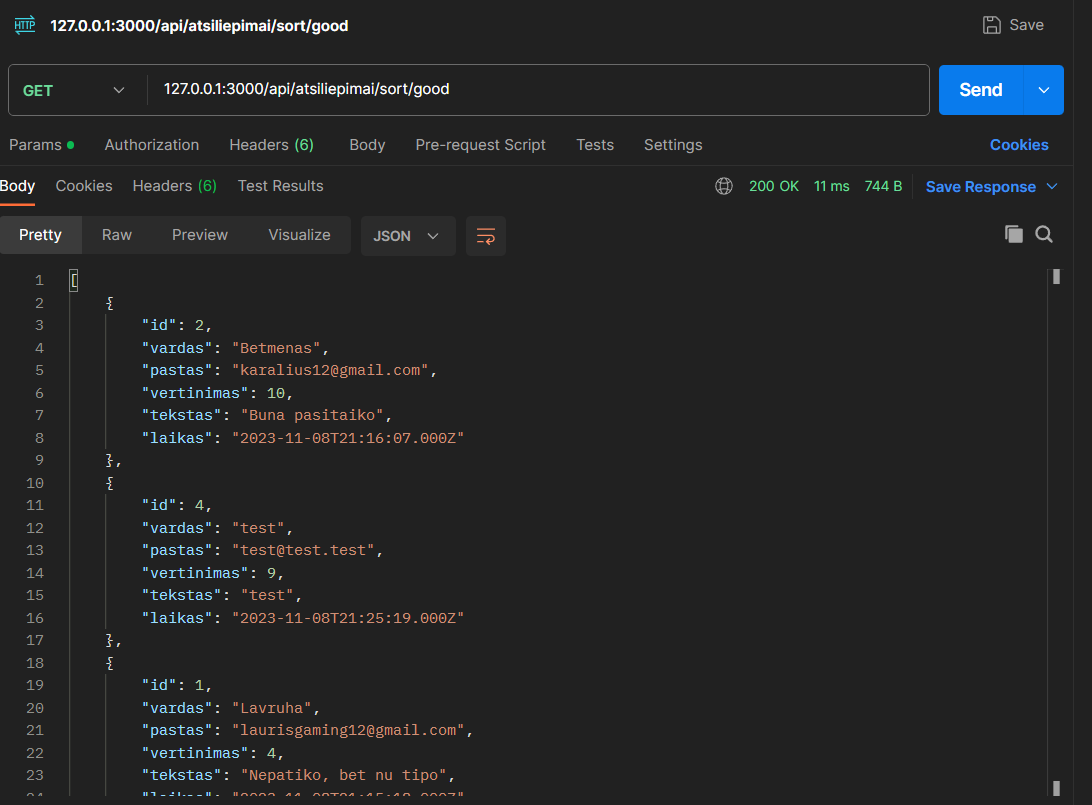 HTTP 127.0.0.1:3000/api/atsiliepimai/sort/good Save
GET 127.0.0.1:3000/api/atsiliepimai/sort/good Send
Params Authorization Headers (6) Body Pre-request Script Tests Settings Cookies
Body Cookies Headers (6) Test Results 200 OK 11 ms 744 B Save Response
Pretty Raw Preview Visualize JSON
1 [
2 {
3 "id": 2,
4 "vardas": "Betmenas",
5 "pastas": "karalius12@gmail.com",
6 "vertinimas": 10,
7 "tekstas": "Buna pasitaiko",
8 "laikas": "2023-11-08T21:16:07.000Z"
9 },
10 {
11 "id": 4,
12 "vardas": "test",
13 "pastas": "test@test.test",
14 "vertinimas": 9,
15 "tekstas": "test",
16 "laikas": "2023-11-08T21:25:19.000Z"
17 },
18 {
19 "id": 1,
20 "vardas": "Lavruha",
21 "pastas": "laurisgaming12@gmail.com",
22 "vertinimas": 4,
23 "tekstas": "Nepatiko, bet nu tipo",
24 "laikas":